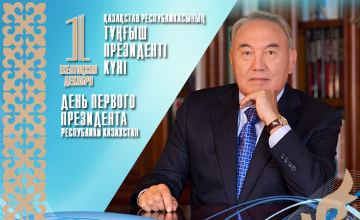 1
ЖЕЛТОҚСАН
ДЕКАБРЯ
ҚАЗАҚСТАН РЕСПУБЛИКАСЫНЫҢ
ТҰҢҒЫШ
ПРЕЗИДЕНТІ
КҮНІ
ДЕНЬ ПЕРВОГО
ПРЕЗИДЕНТА
РЕСПУБЛИКИ КАЗАХСТАН